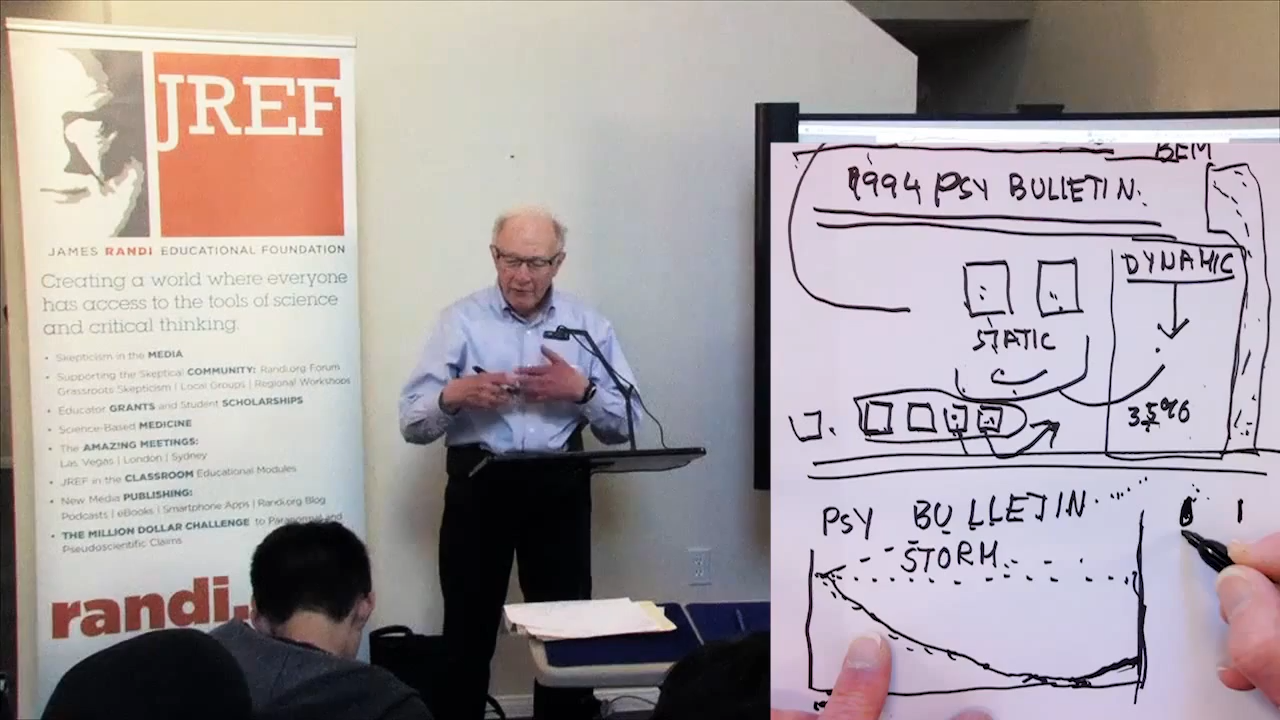 JREF
JAMES RANDI EDUCATIONAL FOUNDATION
Creating a world where everyone
has access to the tools of science
and critical thinking.
• Skepticism in the MEDIA
• Supporting the Skeptical COMMUNITY: Randi.org Forum
Grassroots Skepticism | Local Groups | Regional Workshops
• Educator GRANTS and Student SCHOLARSHIPS
• Science-Based MEDICINE
• The AMAZ!NG MEETINGS:
Las Vegas | London | Sydney
• JREF in the CLASSROOM Educational Modules
• New Media PUBLISHING:
Podcasts | eBooks | Smartphone Apps | Randi.org Blog
• THE MILLION DOLLAR CHALLENGE to Paranormal and
Pseudoscientific Claims
randi.
BEM
1994 PSY BULLETIN
DYNAMIC
STATIC
35%
PSY BULLETIN
STORM